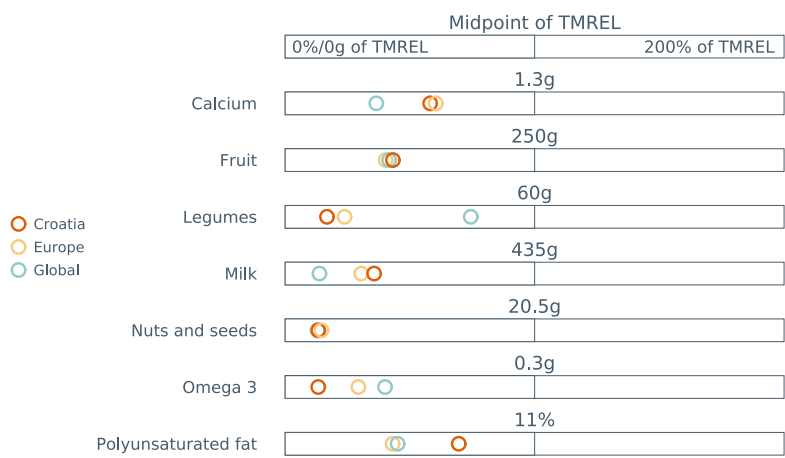 Midpoint of TMREL
0%/0g of TMREL 200% of TMREL
1.3g
Calcium
250g
Fruit
60g
Legumes
435g
Milk
20.5g
Nuts and seeds
0.3g
Omega 3
11%
Polyunsaturated fat
Croatia
Europe
Global